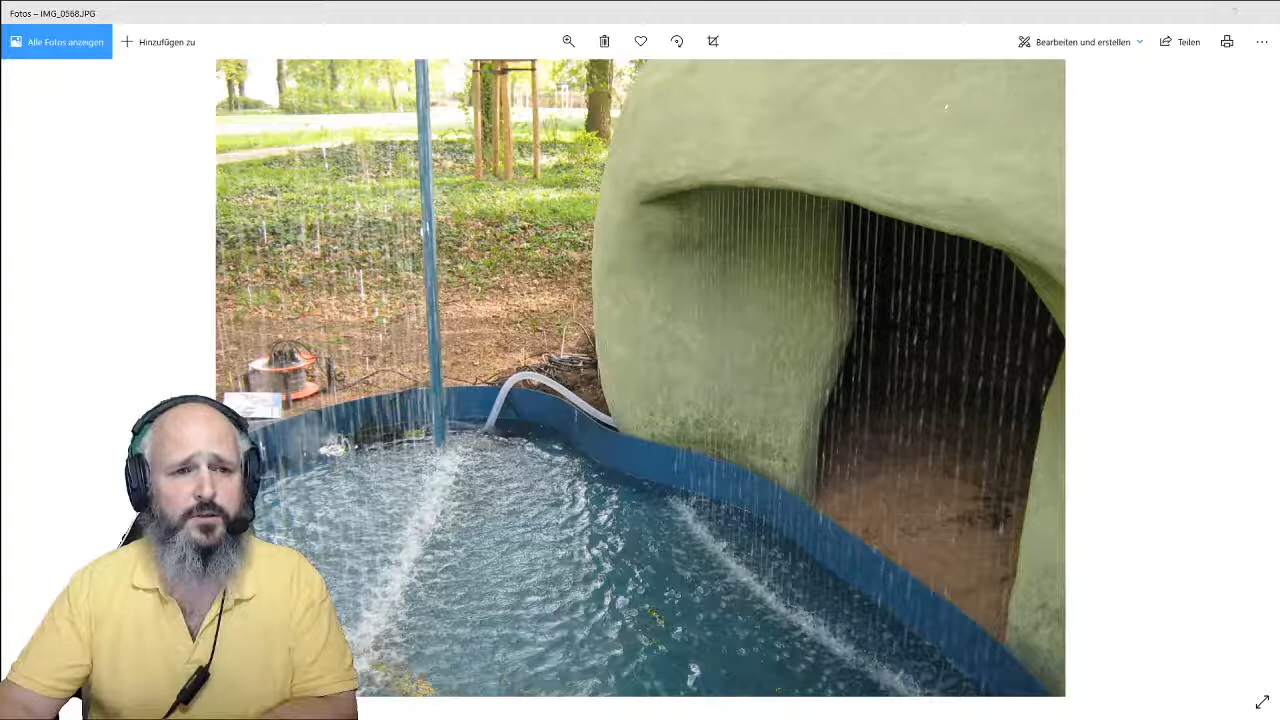 Fotos – IMG_0568.JPG
Alle Fotos anzeigen
Hinzufügen zu
Bearbeiten und erstellen
Teilen